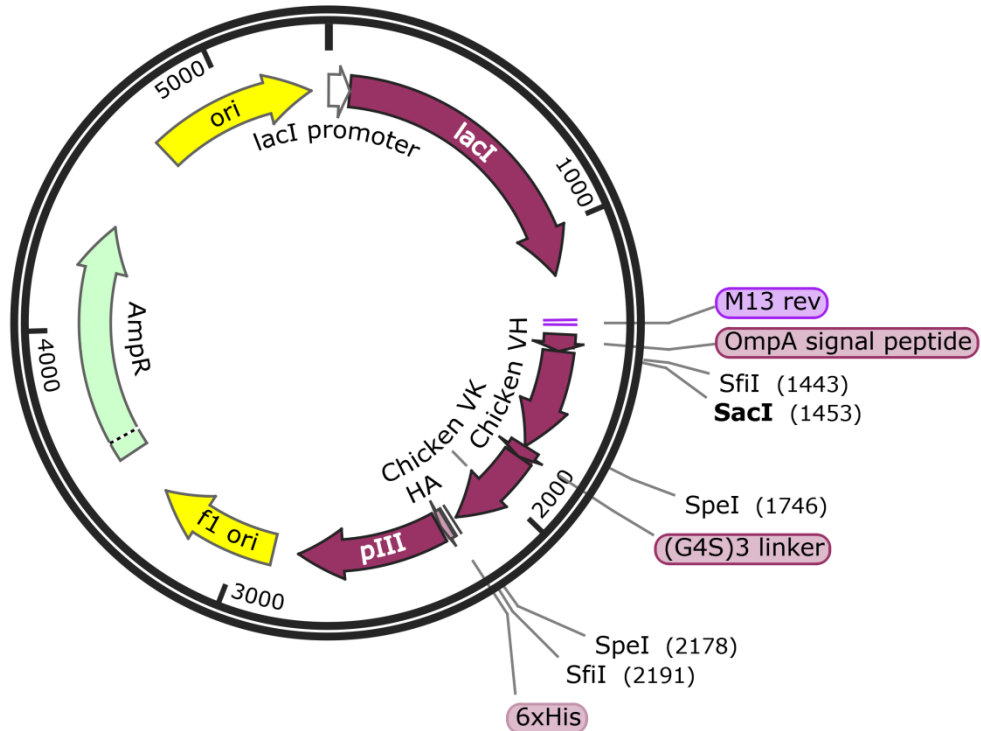 5000
ori
lacI promoter
lacI
1000
M13 rev
OmpA signal peptide
SfiI (1443)
SacI (1453)
Chicken VH
Chicken VK
HA
AmpR
4000
2000
SpeI (1746)
(G4S)3 linker
f1 ori
pIII
3000
SpeI (2178)
SfiI (2191)
6xHis